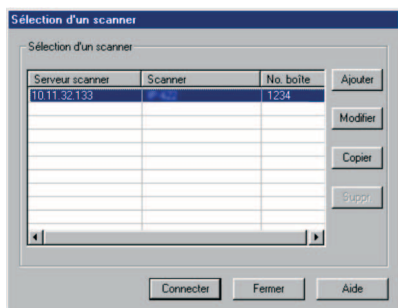 Sélection d'un scanner
Sélection d'un scanner
Serveur scanner Scanner No. boîte
10.11.32.133 1234
Ajouter
Modifier
Copier
Suppr
Connecter Fermer Aide